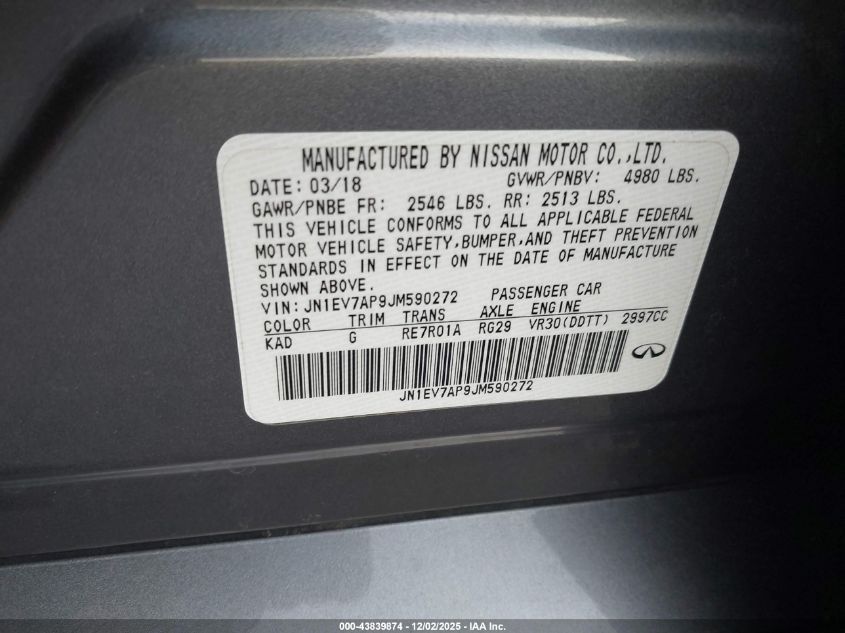 MANUFACTURED BY NISSAN MOTOR CO.,LTD.
DATE: 03/18 GVWR/PNBV: 4980 LBS.
GAWR/PNBE FR: 2546 LBS. RR: 2513 LBS.
THIS VEHICLE CONFORMS TO ALL APPLICABLE FEDERAL
MOTOR VEHICLE SAFETY,BUMPER,AND THEFT PREVENTION
STANDARDS IN EFFECT ON THE DATE OF MANUFACTURE
SHOWN ABOVE.
VIN: JN1EV7AP9JM590272 PASSENGER CAR
COLOR TRIM TRANS AXLE ENGINE
KAD G RE7R01A RG29 VR30(DDTT) 2997CC
JN1EV7AP9JM590272
000-43839874 - 12/02/2025 - IAA Inc.